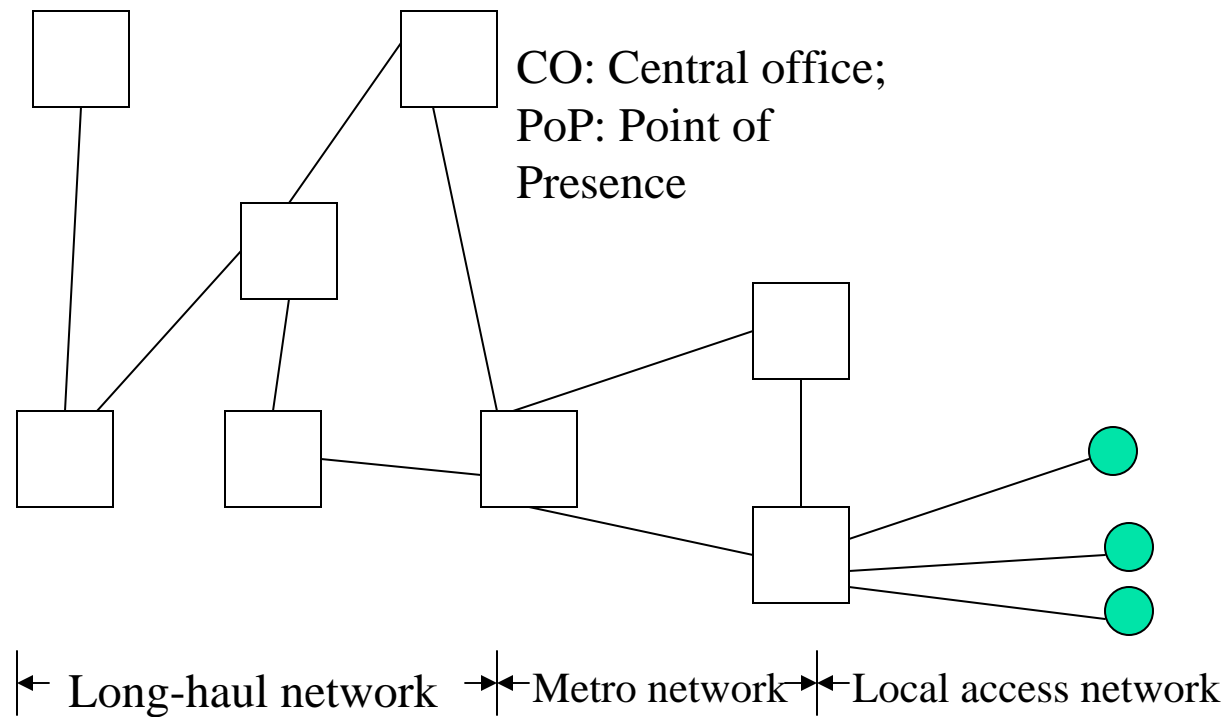 CO: Central office;
PoP: Point of
Presence
Long-haul network
Metro network
Local access network